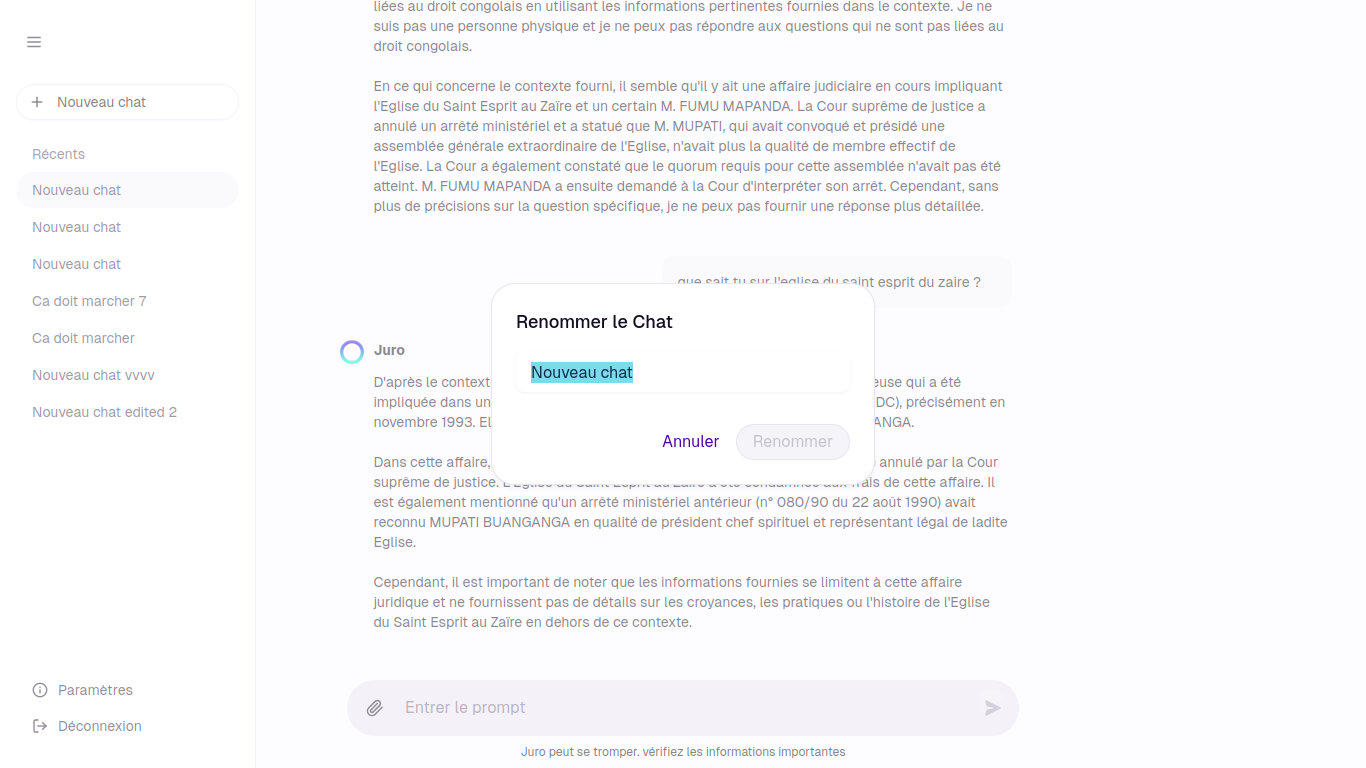 Nouveau chat
Récents
Nouveau chat
Nouveau chat
Nouveau chat
Ca doit marcher 7
Ca doit marcher
Nouveau chat vvvv
Nouveau chat edited 2
Paramètres
Déconnexion
liées au droit congolais en utilisant les informations pertinentes fournies dans le contexte. Je ne
suis pas une personne physique et je ne peux pas répondre aux questions qui ne sont pas liées au
droit congolais.
En ce qui concerne le contexte fourni, il semble qu'il y ait une affaire judiciaire en cours impliquant
l'Eglise du Saint Esprit au Zaïre et un certain M. FUMU MAPANDA. La Cour suprême de justice a
annulé un arrêté ministériel et a statué que M. MUPATI, qui avait convoqué et présidé une
assemblée générale extraordinaire de l'Eglise, n'avait plus la qualité de membre effectif de
l'Eglise. La Cour a également constaté que le quorum requis pour cette assemblée n'avait pas été
atteint. M. FUMU MAPANDA a ensuite demandé à la Cour d'interpréter son arrêt. Cependant, sans
plus de précisions sur la question spécifique, je ne peux pas fournir une réponse plus détaillée.
que sait tu sur l'eglise du saint esprit du zaire ?
Renommer le Chat
Nouveau chat
Annuler
Renommer
Juro
D'après le context euse qui a été
impliquée dans un DC), précisément en
novembre 1993. El ANGA.
Dans cette affaire, annulé par la Cour
suprême de justice. L'Eglise du Saint Esprit au Zaïre a été condamnée aux frais de cette affaire. Il
est également mentionné qu'un arrêté ministériel antérieur (n° 080/90 du 22 août 1990) avait
reconnu MUPATI BUANGANGA en qualité de président chef spirituel et représentant légal de ladite
Eglise.
Cependant, il est important de noter que les informations fournies se limitent à cette affaire
juridique et ne fournissent pas de détails sur les croyances, les pratiques ou l'histoire de l'Eglise
du Saint Esprit au Zaïre en dehors de ce contexte.
Entrer le prompt
Juro peut se tromper. vérifiez les informations importantes